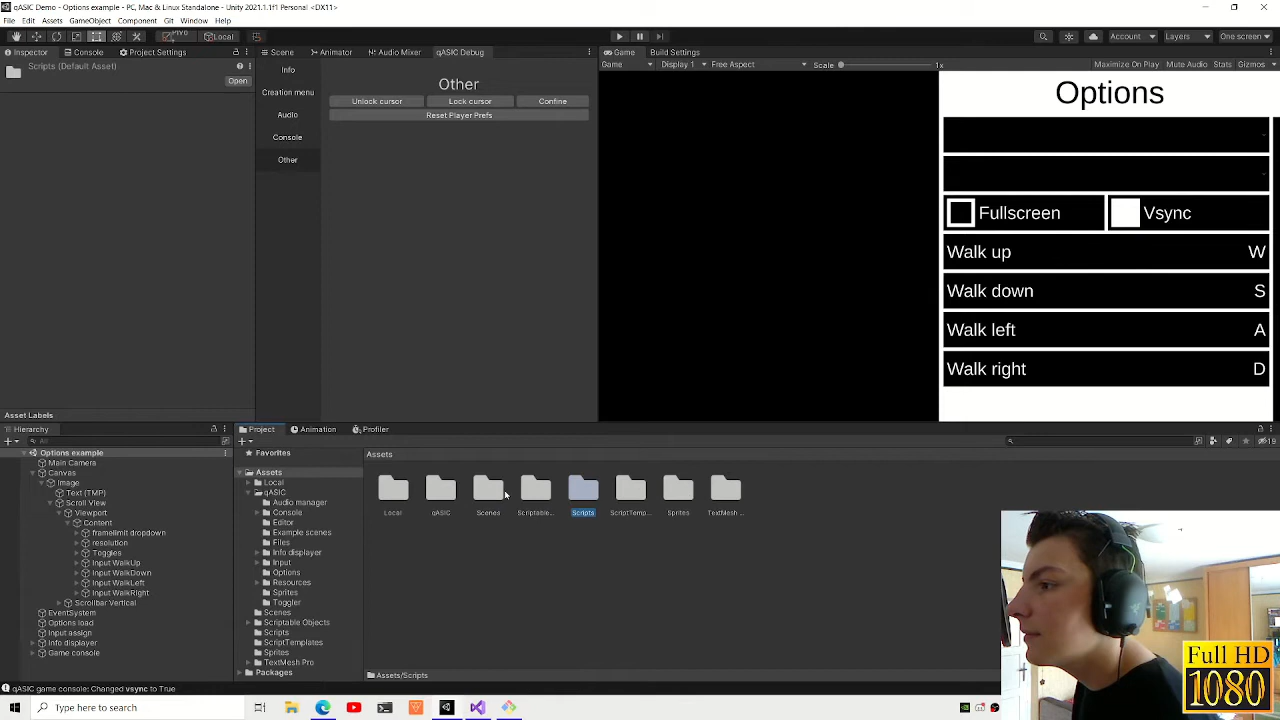 qASIC Demo - Options example - PC, Mac & Linux Standalone - Unity 2021.1.1f1 Personal <DX11>
File Edit Assets GameObject Component Git Window Help
Local
Account Layers One screen
Inspector Console Project Settings
Scene Animator Audio Mixer qASIC Debug
Game Build Settings
Game Display 1 Free Aspect Scale 1x Maximize On Play Mute Audio Stats Gizmos
Scripts (Default Asset)
Open
Asset Labels
Info
Creation menu
Audio
Console
Other
Other
Unlock cursor Lock cursor Confine
Reset Player Prefs
Options
Fullscreen Vsync
Walk up W
Walk down S
Walk left A
Walk right D
Hierarchy
All
Options example
Main Camera
Canvas
Image
Text (TMP)
Scroll View
Viewport
Content
framelimit dropdown
resolution
Toggles
Input WalkUp
Input WalkDown
Input WalkLeft
Input WalkRight
Scrollbar Vertical
EventSystem
Options load
Input assign
Info displayer
Game console
Project Animation Profiler
Favorites
Assets
Local
qASIC
Audio manager
Console
Editor
Example scenes
Files
Info displayer
Input
Options
Resources
Sprites
Toggler
Scenes
Scriptable Objects
Scripts
ScriptTemplates
Sprites
TextMesh Pro
Packages
Assets
Local qASIC Scenes Scriptable... Scripts ScriptTemp... Sprites TextMesh ...
Assets/Scripts
qASIC game console: Changed vsync to True
Type here to search
Full HD
1080